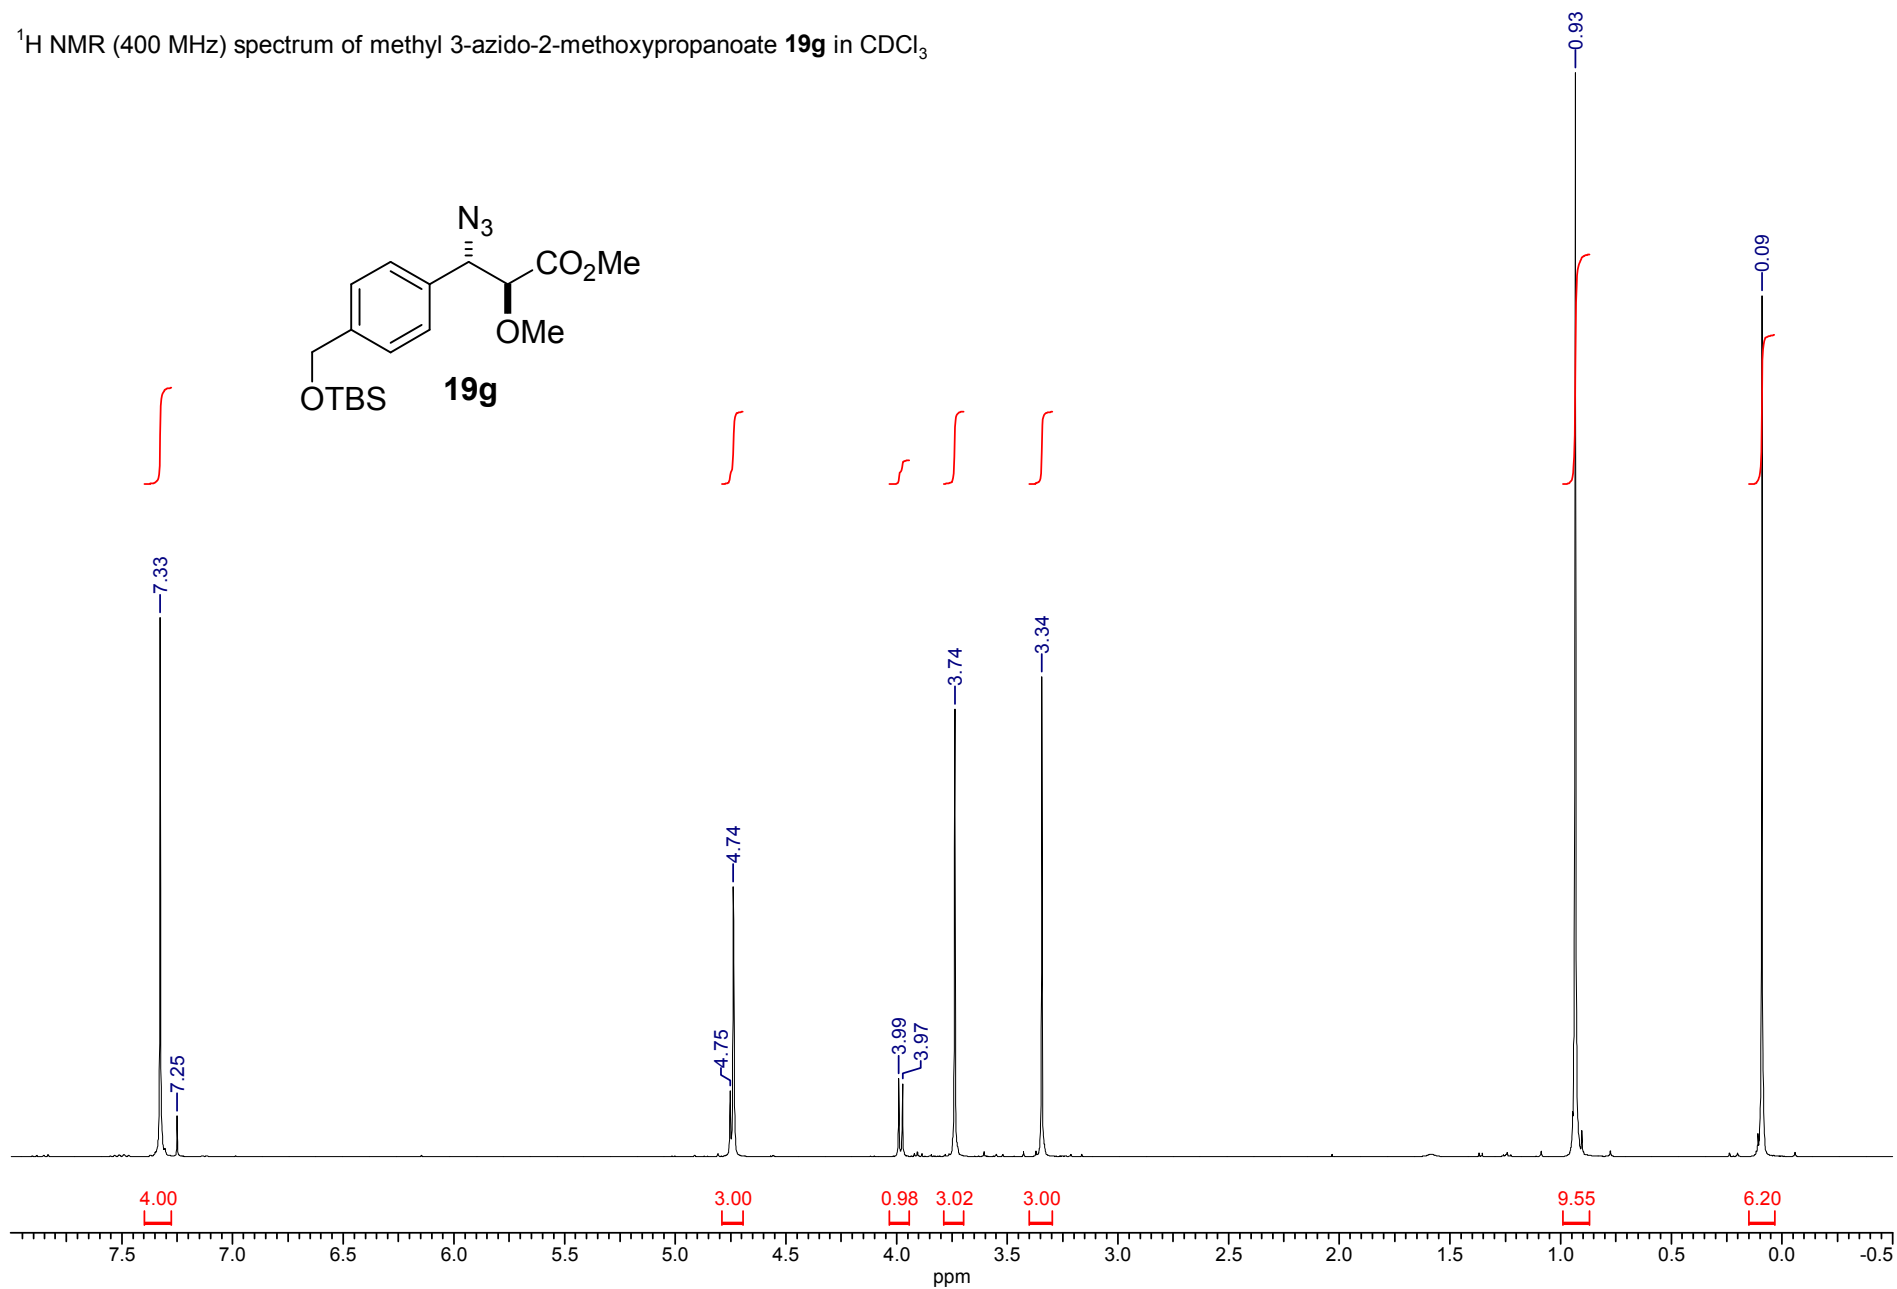 ¹H NMR (400 MHz) spectrum of methyl 3-azido-2-methoxypropanoate 19g in CDCl₃
0.93
0.09
N₃
CO₂Me
OMe
OTBS
19g
7.33
7.25
4.75
4.74
3.99
3.97
3.74
3.34
4.00 3.00 0.98 3.02 3.00 9.55 6.20
7.5 7.0 6.5 6.0 5.5 5.0 4.5 4.0 3.5 3.0 2.5 2.0 1.5 1.0 0.5 0.0 -0.5
ppm